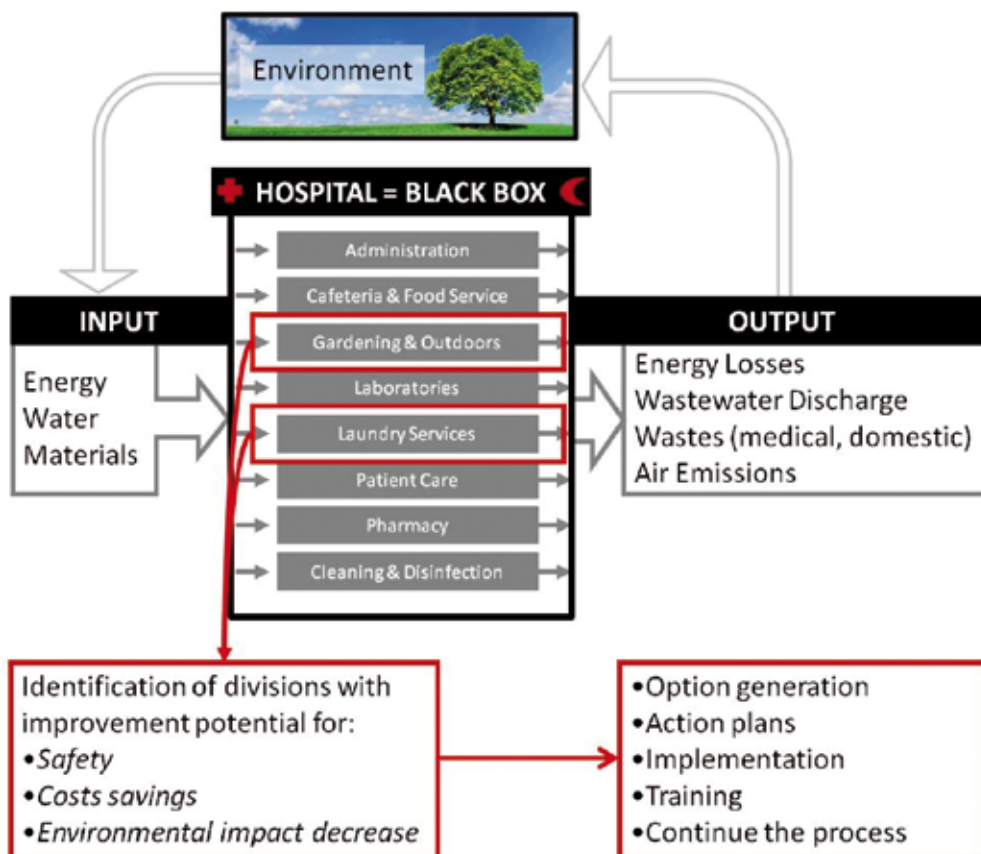 Environment
HOSPITAL = BLACK BOX
Administration
Cafeteria & Food Service
Gardening & Outdoors
Laboratories
Laundry Services
Patient Care
Pharmacy
Cleaning & Disinfection
INPUT
Energy
Water
Materials
OUTPUT
Energy Losses
Wastewater Discharge
Wastes (medical, domestic)
Air Emissions
Identification of divisions with
improvement potential for:
•Safety
•Costs savings
•Environmental impact decrease
•Option generation
•Action plans
•Implementation
•Training
•Continue the process